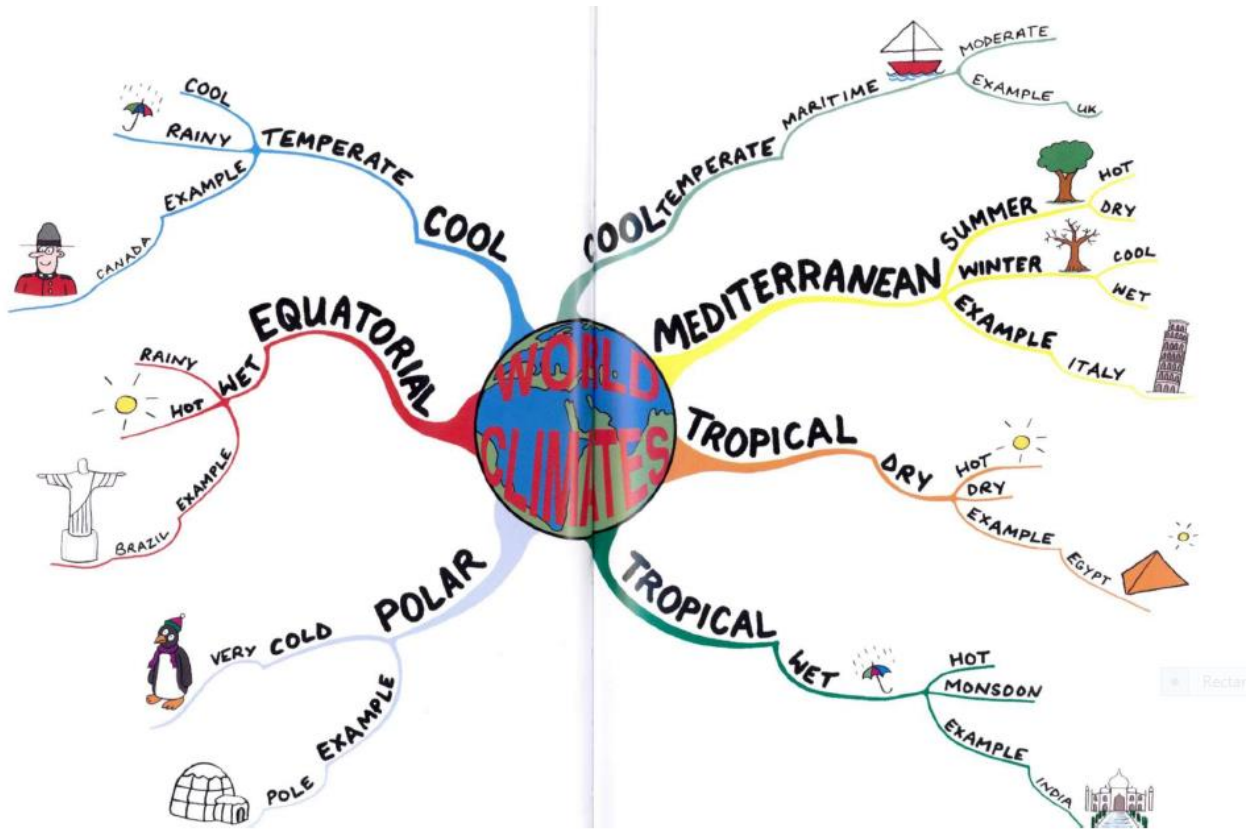 WORLD
CLIMATES
COOL
TEMPERATE
MARITIME
MODERATE
EXAMPLE
UK
MEDITERRANEAN
SUMMER
HOT
DRY
WINTER
COOL
WET
EXAMPLE
ITALY
TROPICAL
DRY
HOT
DRY
EXAMPLE
EGYPT
TROPICAL
WET
HOT
MONSOON
EXAMPLE
INDIA
POLAR
VERY COLD
EXAMPLE
POLE
EQUATORIAL
WET
RAINY
HOT
EXAMPLE
BRAZIL
COOL
TEMPERATE
COOL
RAINY
EXAMPLE
CANADA